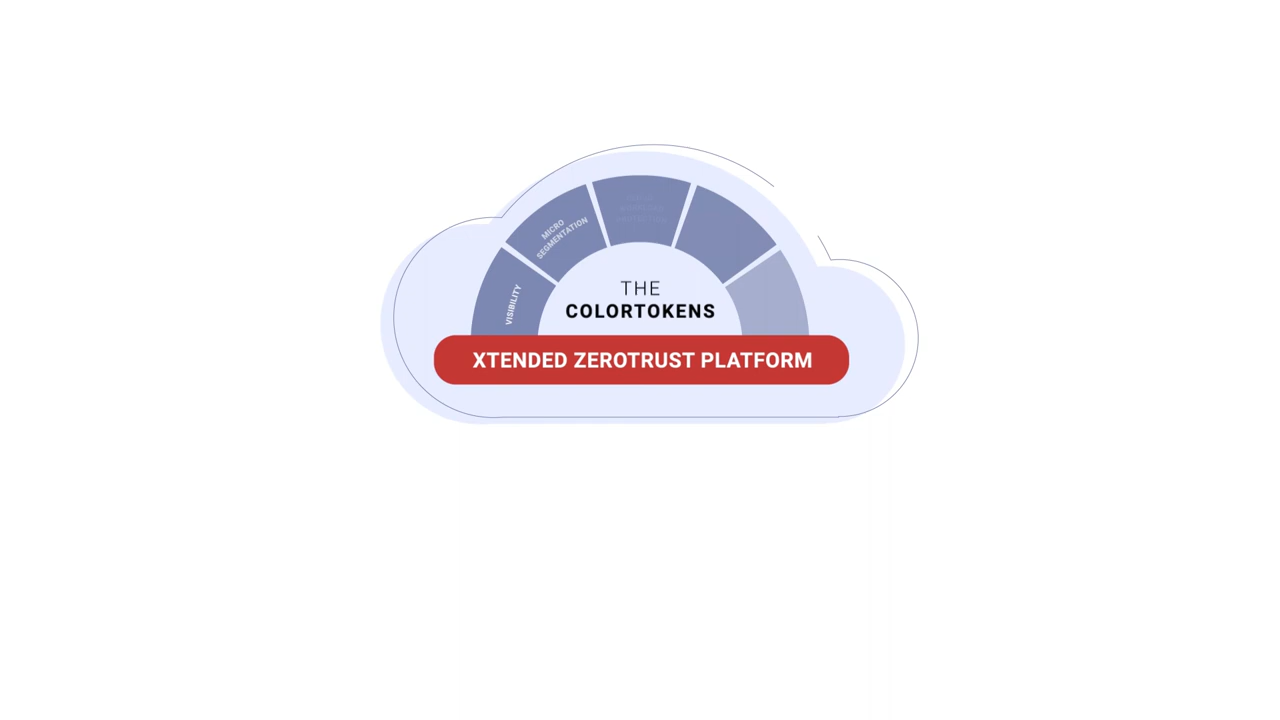 MICRO
SEGMENTATION
VISIBILITY
THE
COLORTOKENS
XTENDED ZEROTRUST PLATFORM